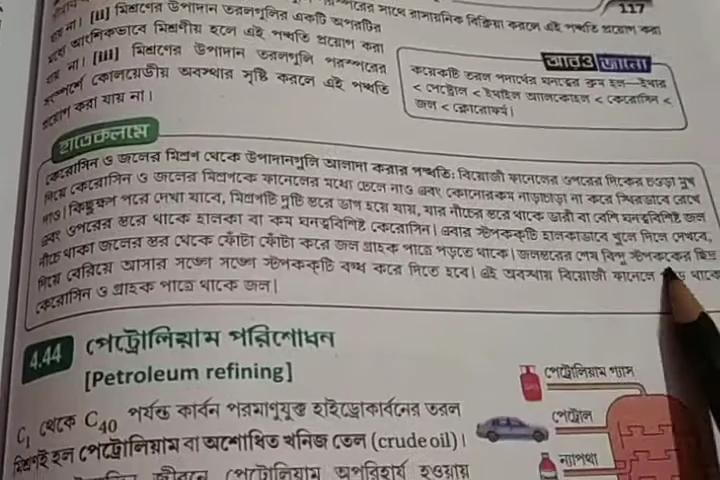 117
রের সাথে রাসায়নিক বিক্রিয়া করলে এই পদ্ধতি প্রয়োগ করা
যায় না। [ii] মিশ্রণের উপাদান তরলগুলির একটি অপরটির
মধ্যে আংশিকভাবে মিশ্রণীয় হলে এই পদ্ধতি প্রয়োগ করা
যায় না। [iii] মিশ্রণের উপাদান তরলগুলি পরস্পরের
সংস্পর্শে কোলয়েডীয় অবস্থার সৃষ্টি করলে এই পদ্ধতি
প্রয়োগ করা যায় না।
আরও জানো
কয়েকটি তরল পদার্থের ঘনত্বের ক্রম হল—ইথার
< পেট্রোল < ইথাইল অ্যালকোহল < কেরোসিন <
জল < ক্লোরোফর্ম।
হাতেকলমে
কেরোসিন ও জলের মিশ্রণ থেকে উপাদানগুলি আলাদা করার পদ্ধতি: বিয়োজী ফানেলের ওপরের দিকের চওড়া মুখ
দিয়ে কেরোসিন ও জলের মিশ্রণকে ফানেলের মধ্যে ঢেলে নাও এবং কোনোরকম নাড়াচাড়া না করে স্থিরভাবে রেখে
দাও। কিছুক্ষণ পরে দেখা যাবে, মিশ্রণটি দুটি স্তরে ভাগ হয়ে যায়, যার নীচের স্তরে থাকে ভারী বা বেশি ঘনত্ববিশিষ্ট জল
এবং ওপরের স্তরে থাকে হালকা বা কম ঘনত্ববিশিষ্ট কেরোসিন। এবার স্টপককটি হালকাভাবে খুলে দিলে দেখবে,
নীচে থাকা জলের স্তর থেকে ফোঁটা ফোঁটা করে জল গ্রাহক পাত্রে পড়তে থাকে। জলস্তরের শেষ বিন্দু স্টপককের ছিদ্র
দিয়ে বেরিয়ে আসার সঙ্গে সঙ্গে স্টপককটি বন্ধ করে দিতে হবে। এই অবস্থায় বিয়োজী ফানেলে থাকে
কেরোসিন ও গ্রাহক পাত্রে থাকে জল।
4.44 পেট্রোলিয়াম পরিশোধন
[Petroleum refining]
C1 থেকে C40 পর্যন্ত কার্বন পরমাণুযুক্ত হাইড্রোকার্বনের তরল
মিশ্রণই হল পেট্রোলিয়াম বা অশোধিত খনিজ তেল (crude oil)।
জীবনে পেট্রোলিয়াম অপরিহার্য হওয়ায়
পেট্রোলিয়াম গ্যাস
পেট্রোল
ন্যাপথা